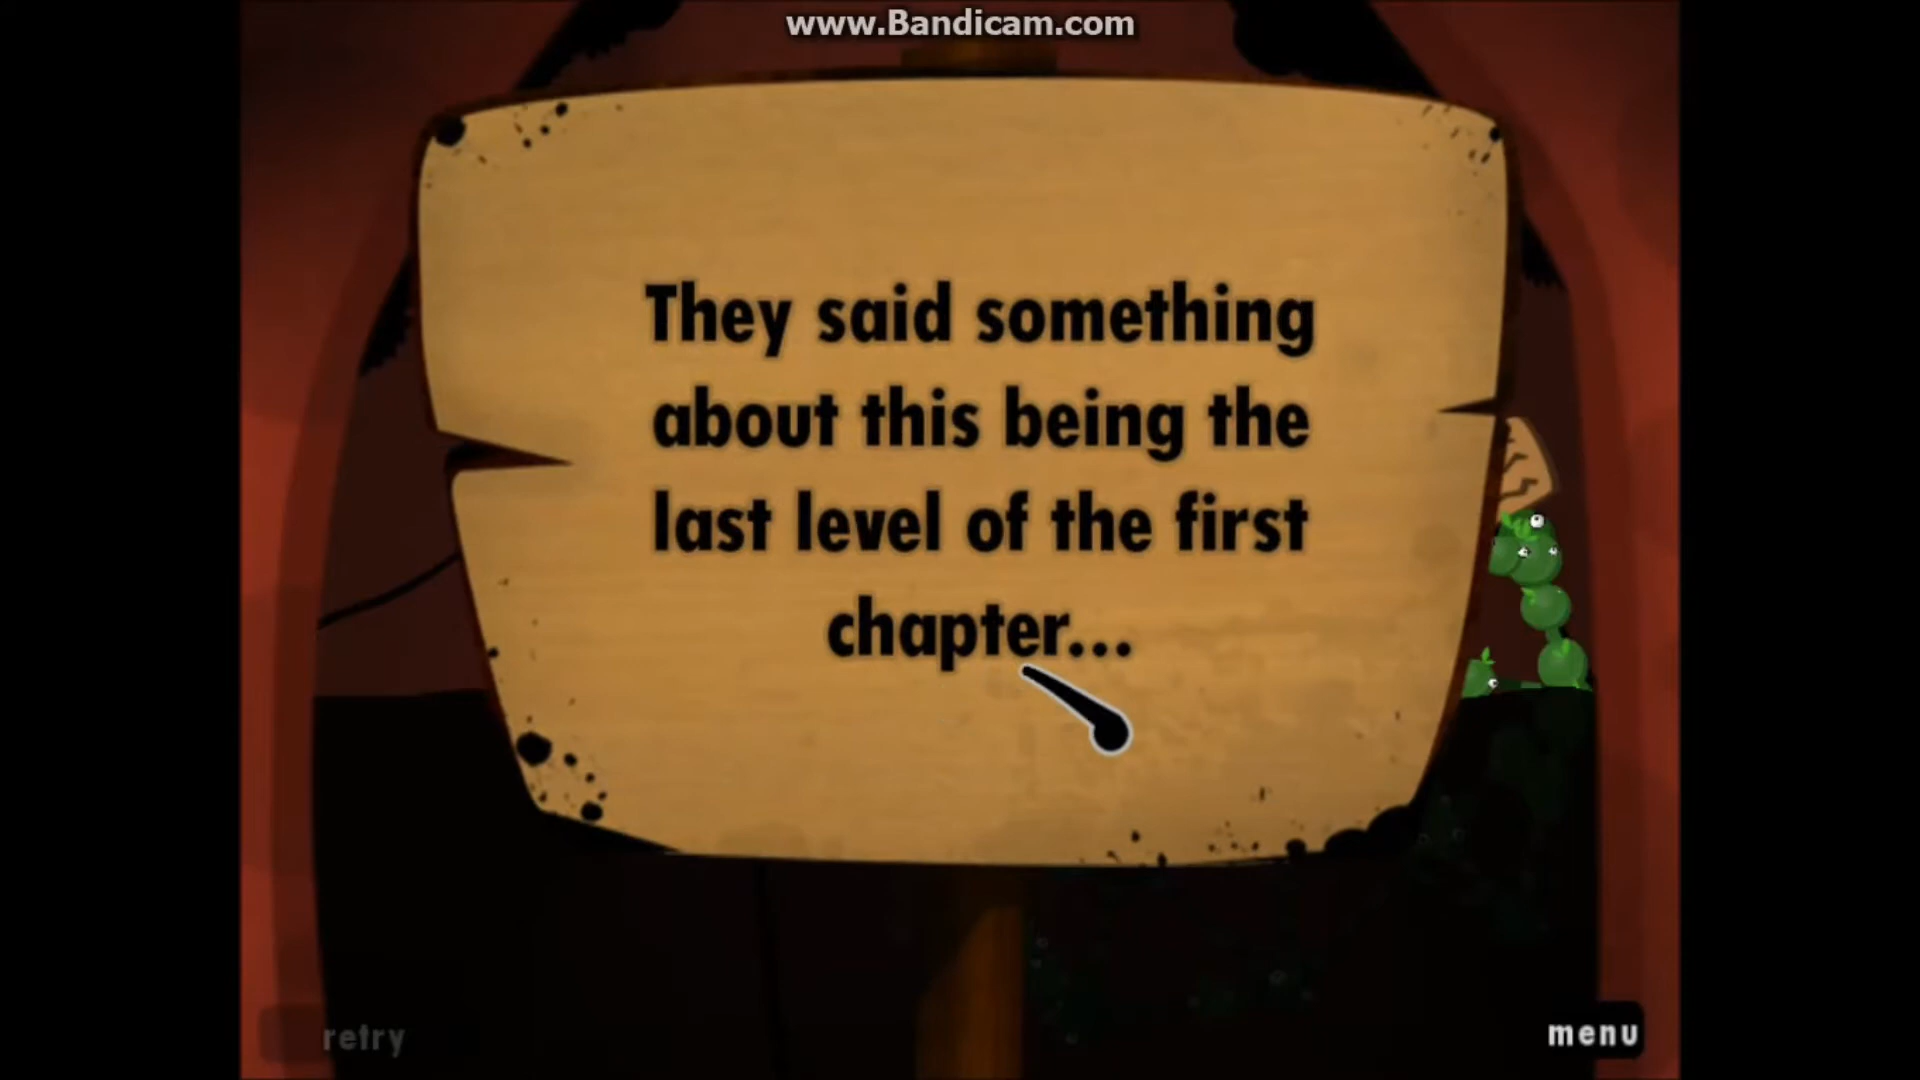 www.Bandicam.com
They said something
about this being the
last level of the first
chapter...
retry
menu